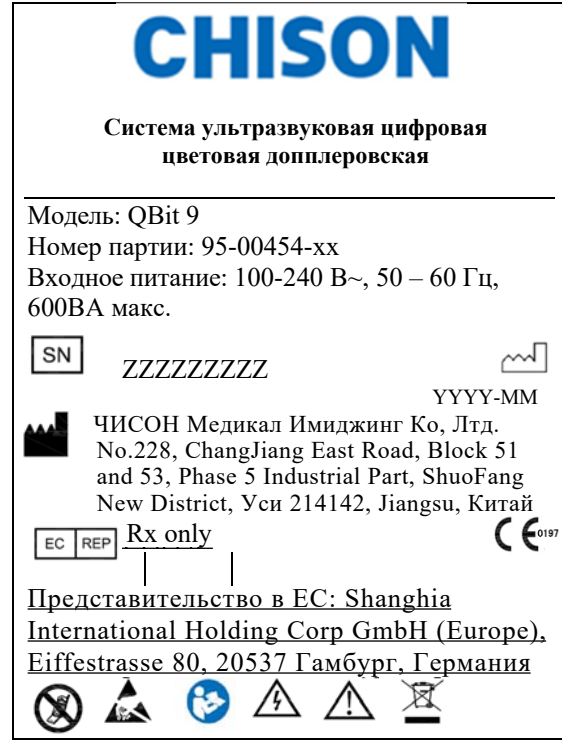 CHISON
Система ультразвуковая цифровая
цветовая допплеровская
Модель: QBit 9
Номер партии: 95-00454-xx
Входное питание: 100-240 В~, 50 – 60 Гц,
600ВА макс.
SN ZZZZZZZZZ
YYYY-MM
ЧИСОН Медикал Имиджинг Ко, Лтд.
No.228, ChangJiang East Road, Block 51
and 53, Phase 5 Industrial Part, ShuoFang
New District, Уси 214142, Jiangsu, Китай
EC REP Rx only CE 0197
Представительство в ЕС: Shanghia
International Holding Corp GmbH (Europe),
Eiffestrasse 80, 20537 Гамбург, Германия